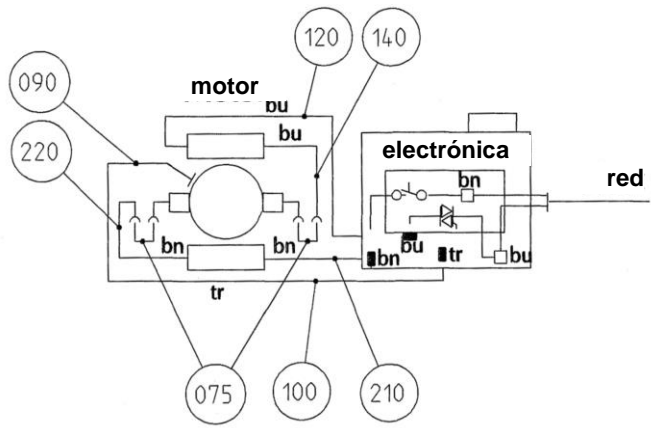 120
140
090
motor
bu
bu
electrónica
220
bn
red
bn
bn
bu
bn
tr
bu
tr
075
100
210